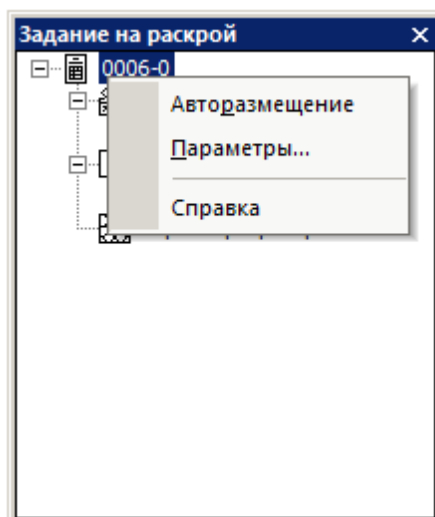 Задание на раскрой
0006-0
Авторазмещение
Параметры...
Справка